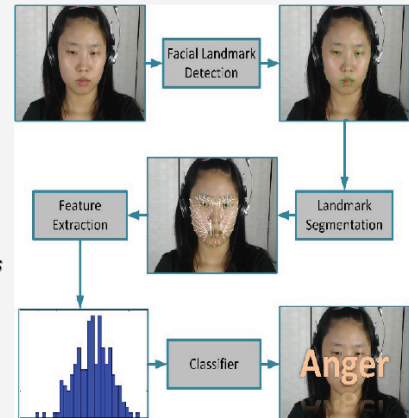 Facial Landmark
Detection
Feature
Extraction
Landmark
Segmentation
s
Classifier
Anger